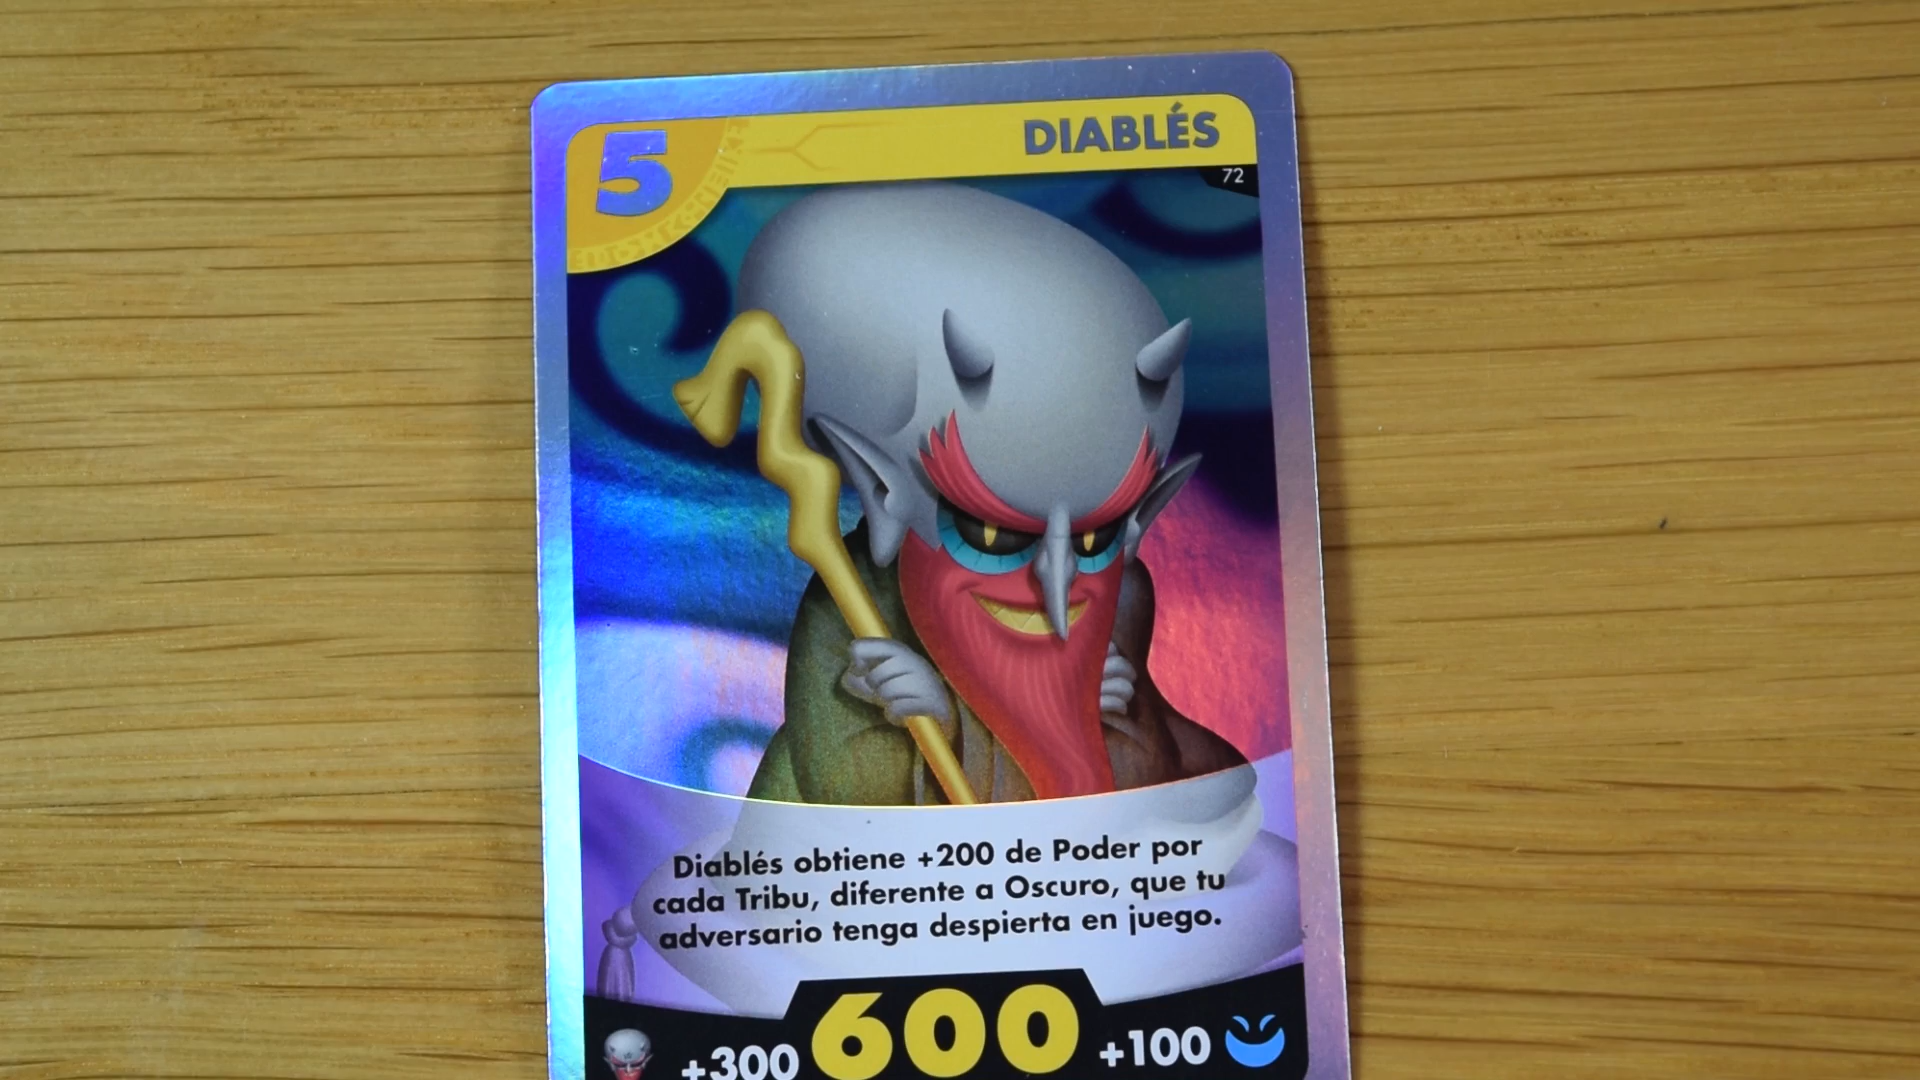 5
DIABLÉS
72
Diablés obtiene +200 de Poder por
cada Tribu, diferente a Oscuro, que tu
adversario tenga despierta en juego.
+300 600 +100